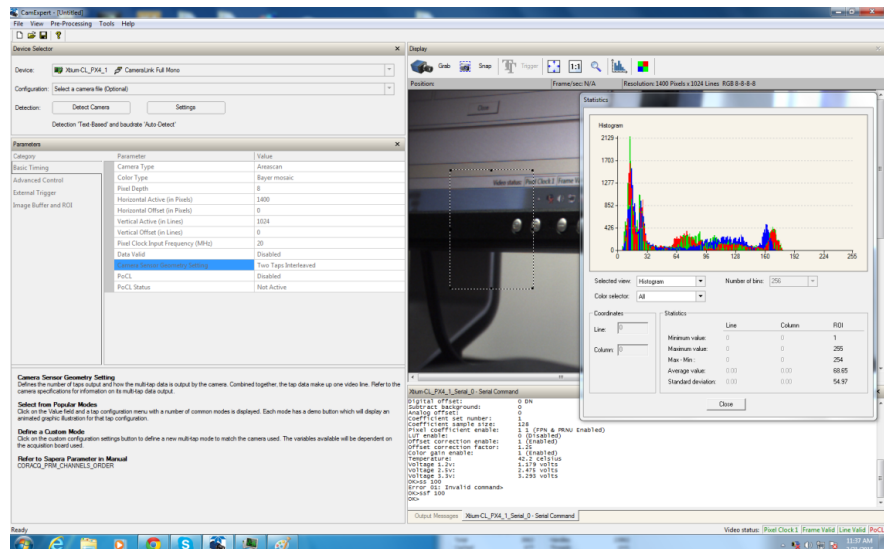 CamExpert - [Untitled]
File View Pre-Processing Tools Help
Device Selector
Device: Xtium-CL_PX4_1 CameraLink Full Mono
Configuration: Select a camera file (Optional)
Detection: Detect Camera Settings
Detection 'Text-Based' and baudrate 'Auto-Detect'
Parameters
Category Parameter Value
Basic Timing
Advanced Control
External Trigger
Image Buffer and ROI
Camera Type Areascan
Color Type Bayer mosaic
Pixel Depth 8
Horizontal Active (in Pixels) 1400
Horizontal Offset (in Pixels) 0
Vertical Active (in Lines) 1024
Vertical Offset (in Lines) 0
Pixel Clock Input Frequency (MHz) 20
Data Valid Disabled
Camera Sensor Geometry Setting Two Taps Interleaved
PoCL Disabled
PoCL Status Not Active
Camera Sensor Geometry Setting
Defines the number of taps output and how the multi-tap data is output by the camera. Combined together, the tap data make up one video line. Refer to the
camera specifications for information on its multi-tap data output.
Select from Popular Modes
Click on the Value field and a tap configuration menu with a number of common modes is displayed. Each mode has a demo button which will display an
animated graphic illustration for that tap configuration.
Define a Custom Mode
Click on the custom configuration settings button to define a new multi-tap mode to match the camera used. The variables available will be dependent on
the acquisition board used.
Refer to Sapera Parameter in Manual
CORACQ_PRM_CHANNELS_ORDER
Display
Grab Snap Trigger 1:1
Position: Frame/sec: N/A Resolution: 1400 Pixels x 1024 Lines RGB 8-8-8-8
Close
Video status: Pixel Clock 1 Frame V
Statistics
Histogram
2129
1703
1277
852
426
0
0 32 64 96 128 160 192 224 255
Selected view: Histogram Number of bins: 256
Color selector: All
Coordinates
Line: 0
Column: 0
Statistics
Line Column ROI
Minimum value: 0 0 1
Maximum value: 0 0 255
Max - Min : 0 0 254
Average value: 0.00 0.00 68.65
Standard deviation: 0.00 0.00 54.97
Close
Xtium-CL_PX4_1_Serial_0 - Serial Command
Digital offset: 0 DN
Subtract background: 0
Analog offset: 0
Coefficient set number: 1
Coefficient sample size: 128
Pixel coefficient enable: 1 1 (FPN & PRNU Enabled)
LUT enable: 0 (Disabled)
Offset correction enable: 1 (Enabled)
Offset correction factor: 1.25
Color gain enable: 1 (Enabled)
Temperature: 42.2 celsius
Voltage 1.2v: 1.179 volts
Voltage 2.5v: 2.475 volts
Voltage 3.3v: 3.293 volts
OK>ss 100
Error 01: Invalid command>
OK>ssf 100
OK>
Output Messages Xtium-CL_PX4_1_Serial_0 - Serial Command
Ready Video status: Pixel Clock 1 Frame Valid Line Valid PoCL
11:37 AM